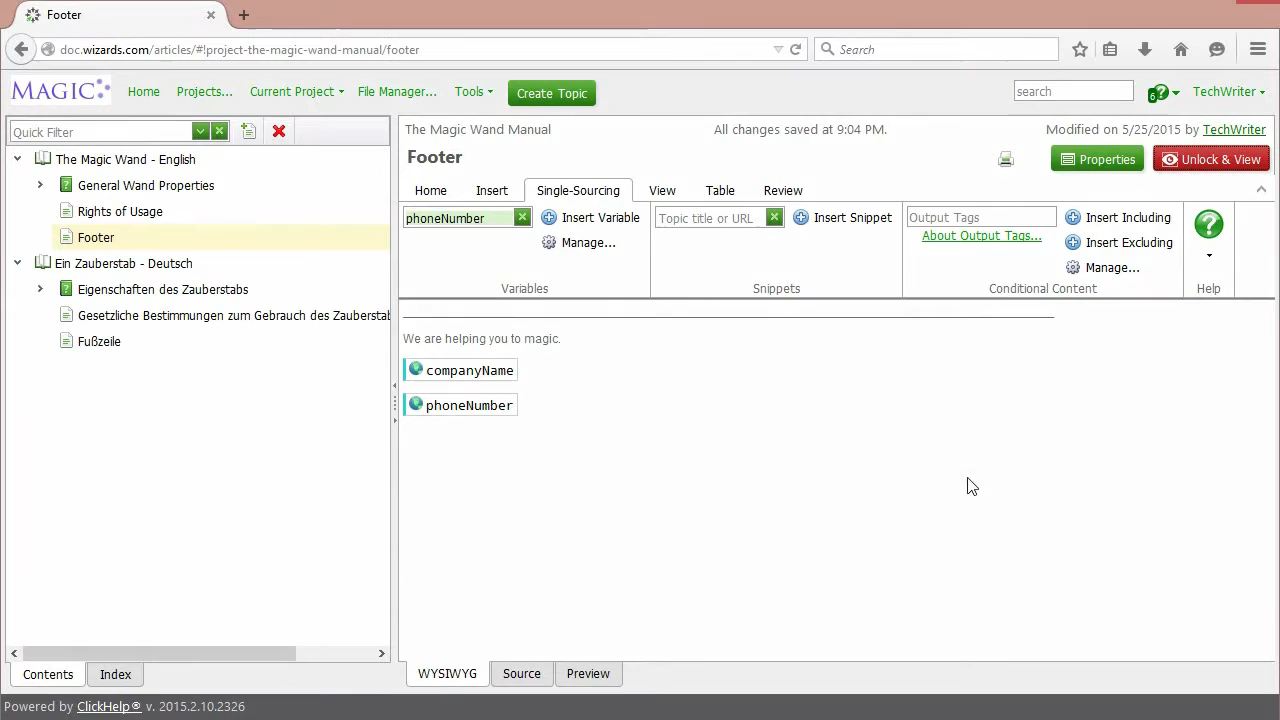 Footer
doc.wizards.com/articles/#!project-the-magic-wand-manual/footer
Search
MAGIC
Home
Projects...
Current Project
File Manager...
Tools
Create Topic
search
6
?
TechWriter
Quick Filter
The Magic Wand - English
General Wand Properties
Rights of Usage
Footer
Ein Zauberstab - Deutsch
Eigenschaften des Zauberstabs
Gesetzliche Bestimmungen zum Gebrauch des Zauberstab
Fußzeile
Contents
Index
The Magic Wand Manual
All changes saved at 9:04 PM.
Modified on 5/25/2015 by TechWriter
Footer
Properties
Unlock & View
Home
Insert
Single-Sourcing
View
Table
Review
phoneNumber
Insert Variable
Manage...
Variables
Topic title or URL
Insert Snippet
Snippets
Output Tags
About Output Tags...
Insert Including
Insert Excluding
Manage...
Conditional Content
?
Help
We are helping you to magic.
companyName
phoneNumber
WYSIWYG
Source
Preview
Powered by ClickHelp® v. 2015.2.10.2326